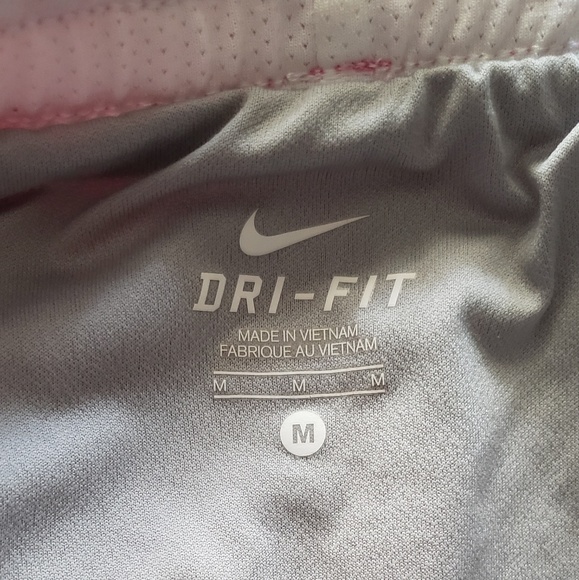 DRI-FIT
MADE IN VIETNAM
FABRIQUE AU VIETNAM
M M M
M